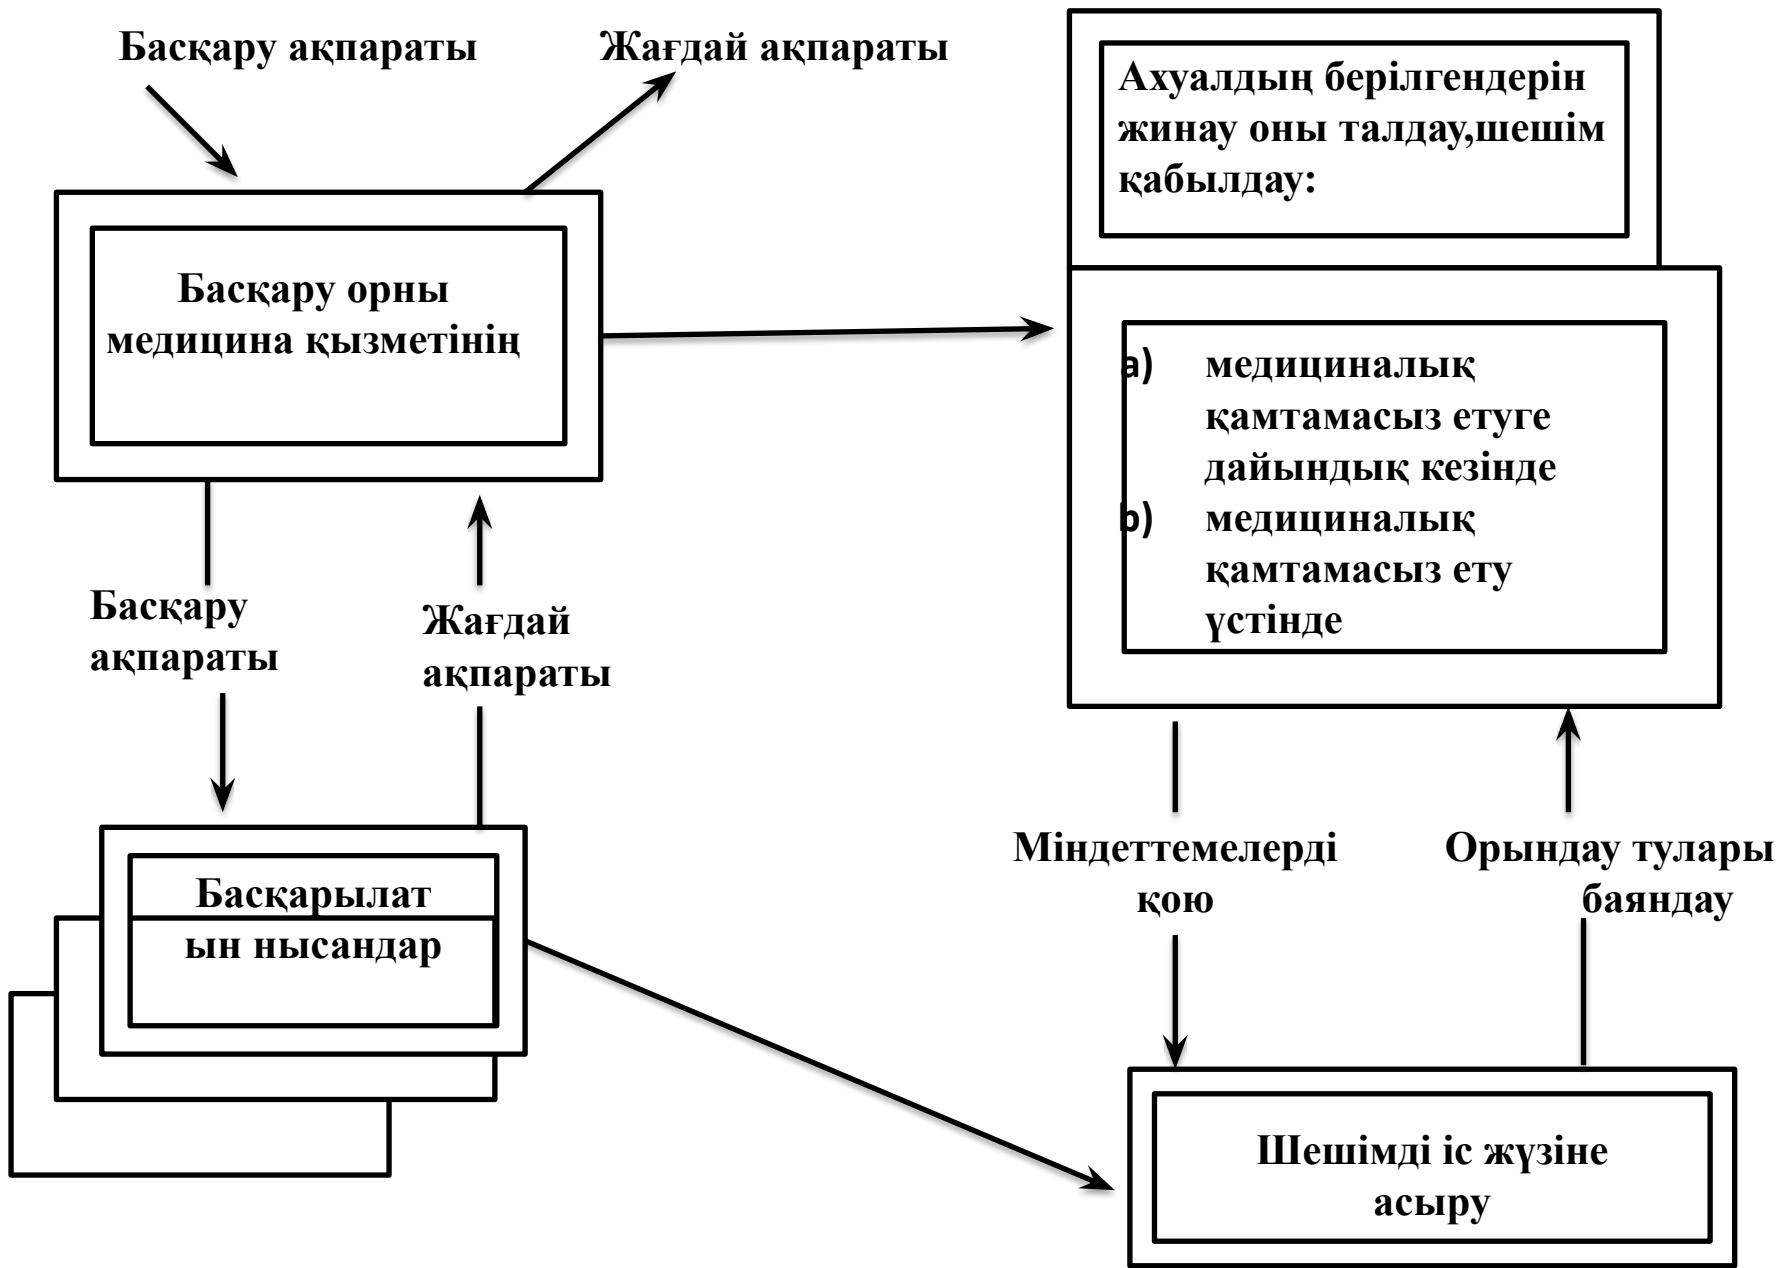 Басқару ақпараты
Жағдай ақпараты
Ахуалдың берілгендерін
жинау оны талдау,шешім
қабылдау:
Басқару орны
медицина қызметінің
a) медициналық
қамтамасыз етуге
дайындық кезінде
b) медициналық
қамтамасыз ету
үстінде
Басқару
ақпараты
Жағдай
ақпараты
Басқарылат
ын нысандар
Міндеттемелерді
қою
Орындау тулары
баяндау
Шешімді іс жүзіне
асыру